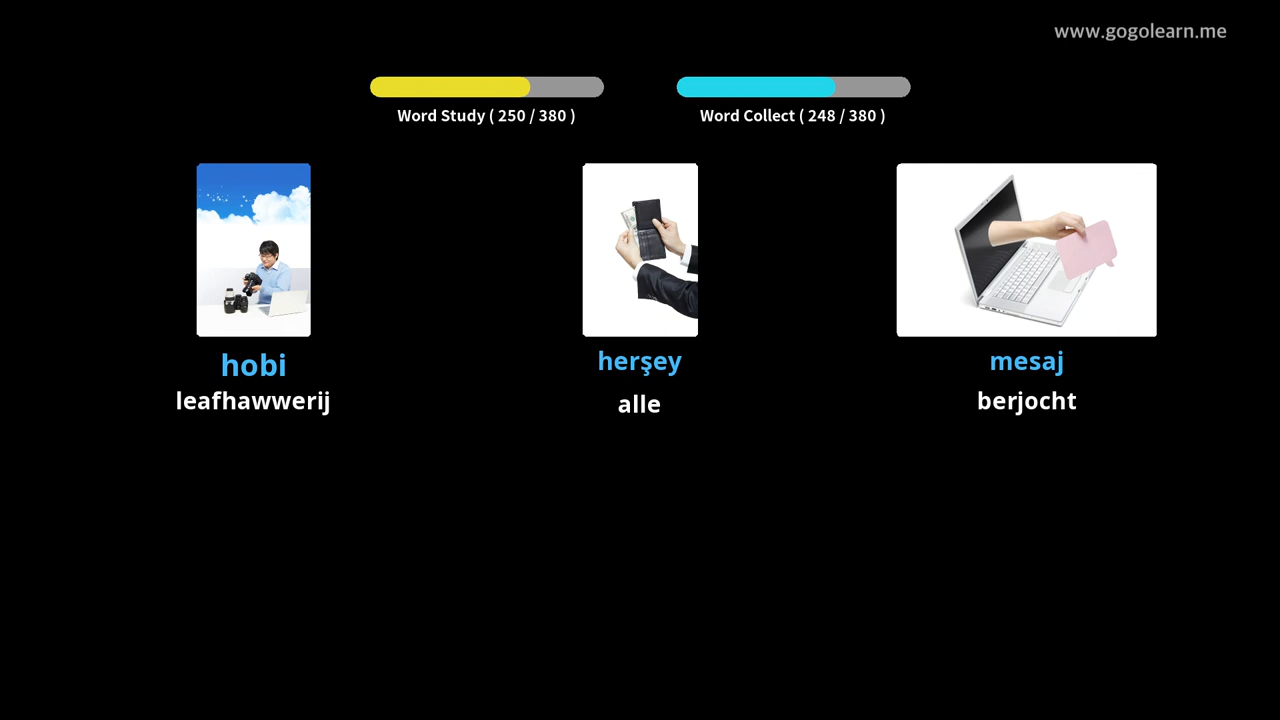 www.gogolearn.me
Word Study ( 250 / 380 )
Word Collect ( 248 / 380 )
hobi
leafhawwerij
herşey
alle
mesaj
berjocht